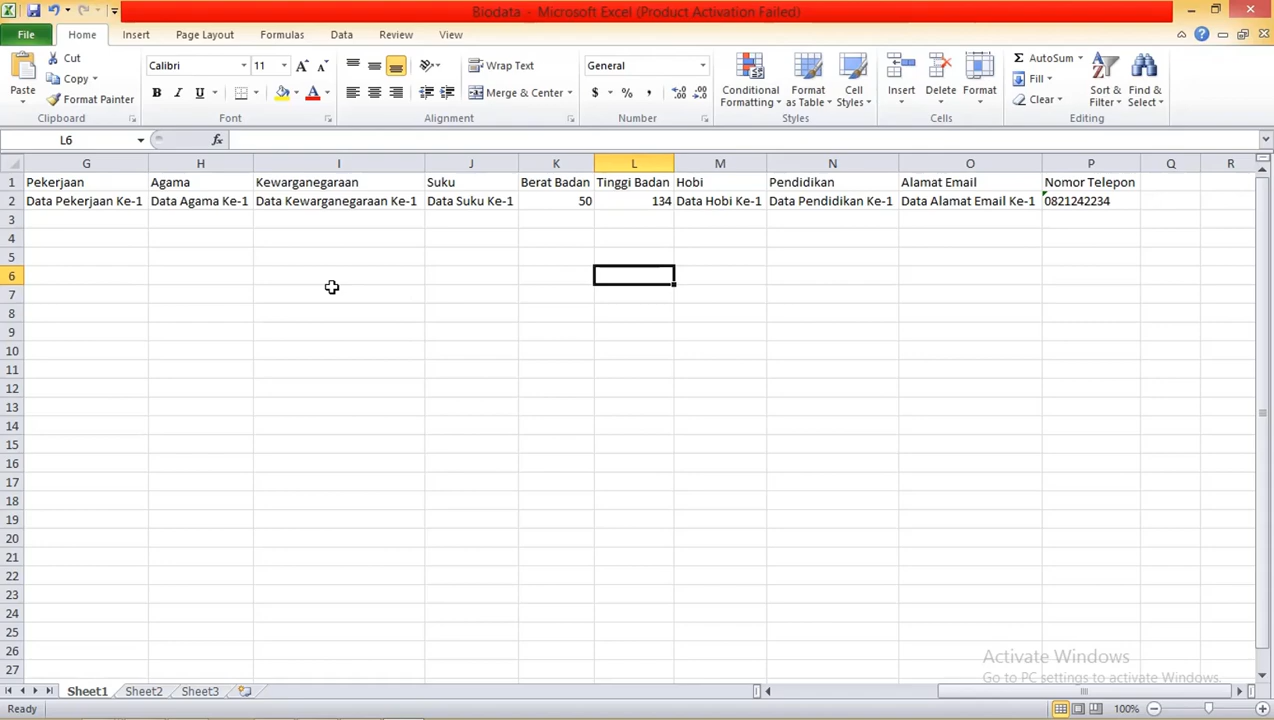 Biodata - Microsoft Excel (Product Activation Failed)
File Home Insert Page Layout Formulas Data Review View
Paste Cut Copy Format Painter Clipboard
Calibri 11 A A B I U A Font
Wrap Text Merge & Center Alignment
General $ % , .0 .00 .00 .0 Number
Conditional Formatting Format as Table Cell Styles Styles
Insert Delete Format Cells
Σ AutoSum Fill Clear Sort & Filter Find & Select Editing
L6 fx
G H I J K L M N O P Q R
1 Pekerjaan Agama Kewarganegaraan Suku Berat Badan Tinggi Badan Hobi Pendidikan Alamat Email Nomor Telepon
2 Data Pekerjaan Ke-1 Data Agama Ke-1 Data Kewarganegaraan Ke-1 Data Suku Ke-1 50 134 Data Hobi Ke-1 Data Pendidikan Ke-1 Data Alamat Email Ke-1 0821242234
3
4
5
6
7
8
9
10
11
12
13
14
15
16
17
18
19
20
21
22
23
24
25
26
27
Activate Windows
Go to PC settings to activate Windows.
Sheet1 Sheet2 Sheet3
Ready 100%